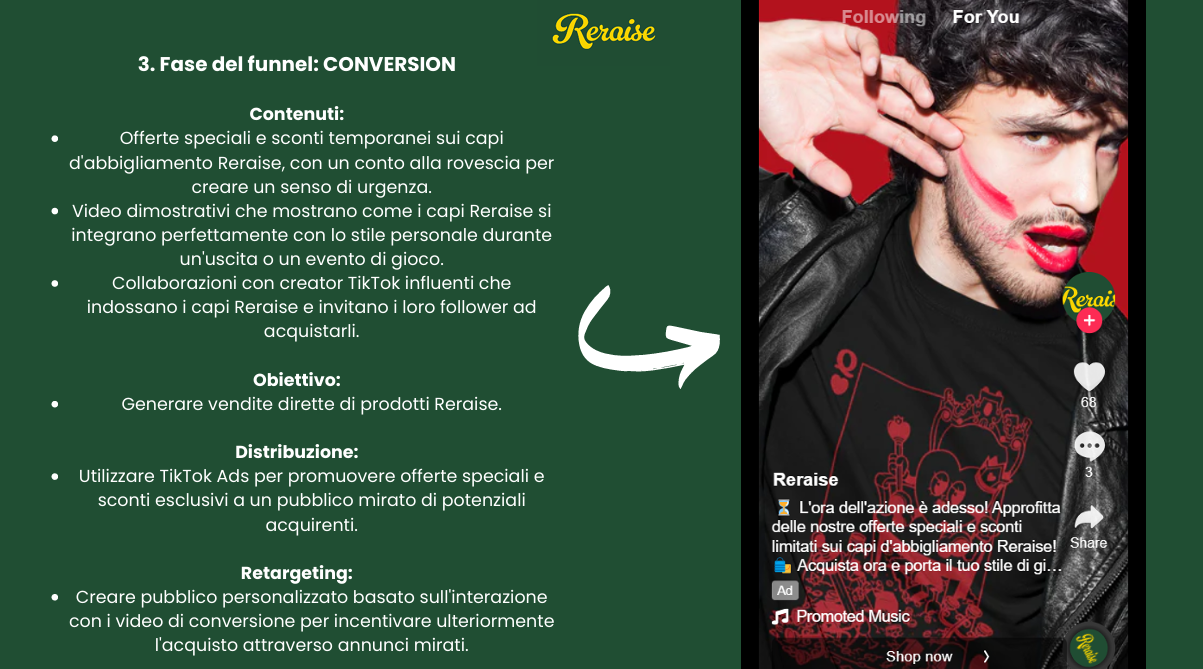 Reraise
3. Fase del funnel: CONVERSION
Contenuti:
Offerte speciali e sconti temporanei sui capi
d'abbigliamento Reraise, con un conto alla rovescia per
creare un senso di urgenza.
Video dimostrativi che mostrano come i capi Reraise si
integrano perfettamente con lo stile personale durante
un'uscita o un evento di gioco.
Collaborazioni con creator TikTok influenti che
indossano i capi Reraise e invitano i loro follower ad
acquistarli.
Obiettivo:
Generare vendite dirette di prodotti Reraise.
Distribuzione:
Utilizzare TikTok Ads per promuovere offerte speciali e
sconti esclusivi a un pubblico mirato di potenziali
acquirenti.
Retargeting:
Creare pubblico personalizzato basato sull'interazione
con i video di conversione per incentivare ulteriormente
l'acquisto attraverso annunci mirati.
Following For You
Q
Rerais
+
68
3
Share
Reraise
⏳ L'ora dell'azione è adesso! Approfitta
delle nostre offerte speciali e sconti
limitati sui capi d'abbigliamento Reraise!
🛍️ Acquista ora e porta il tuo stile di gi...
Ad
Promoted Music
Shop now >
Reraise